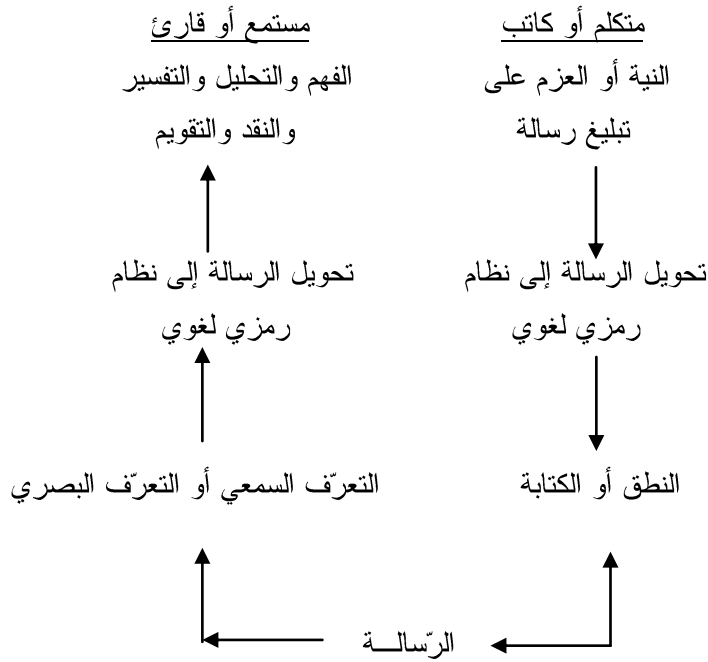 متكلم أو كاتب
النية أو العزم على
تبليغ رسالة
تحويل الرسالة إلى نظام
رمزي لغوي
النطق أو الكتابة
الرّسالـــة
مستمع أو قارئ
الفهم والتحليل والتفسير
والنقد والتقويم
تحويل الرسالة إلى نظام
رمزي لغوي
التعرّف السمعي أو التعرّف البصري